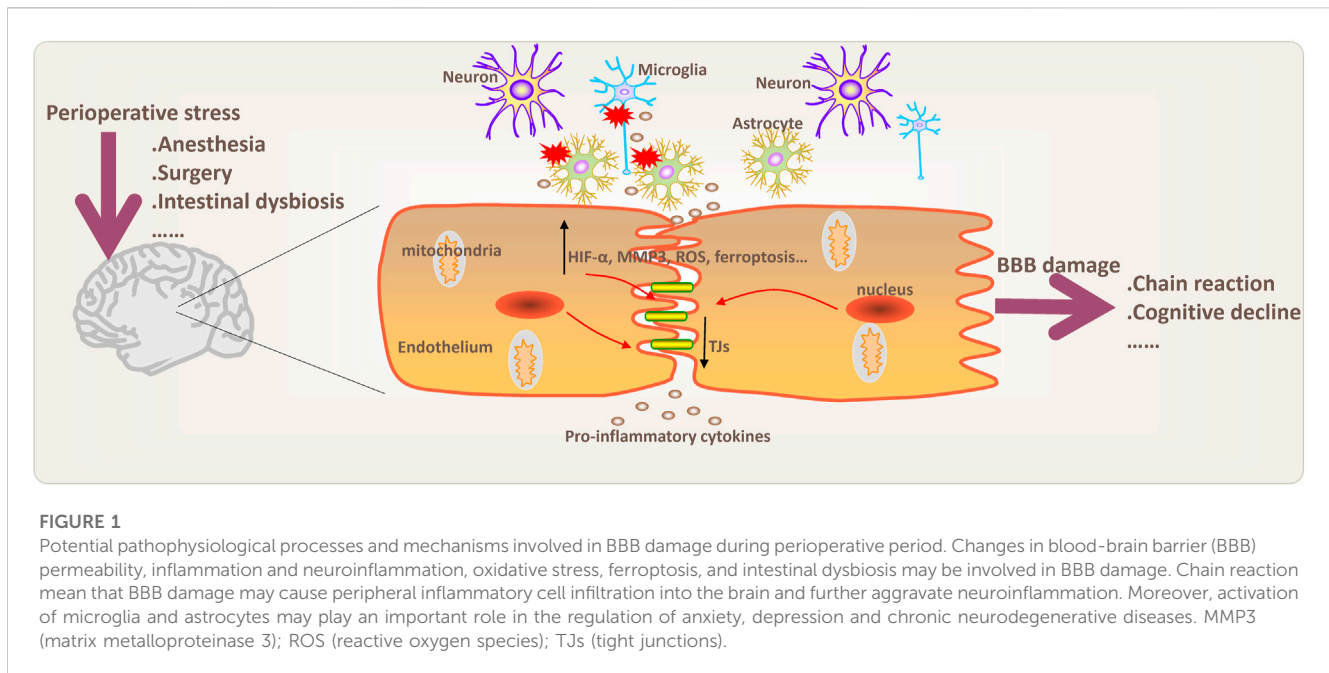 Perioperative stress
.Anesthesia
.Surgery
.Intestinal dysbiosis
......
Neuron
Microglia
Neuron
Astrocyte
mitochondria
HIF-α, MMP3, ROS, ferroptosis...
nucleus
Endothelium
TJs
Pro-inflammatory cytokines
BBB damage
.Chain reaction
.Cognitive decline
......
FIGURE 1
Potential pathophysiological processes and mechanisms involved in BBB damage during perioperative period. Changes in blood-brain barrier (BBB)
permeability, inflammation and neuroinflammation, oxidative stress, ferroptosis, and intestinal dysbiosis may be involved in BBB damage. Chain reaction
mean that BBB damage may cause peripheral inflammatory cell infiltration into the brain and further aggravate neuroinflammation. Moreover, activation
of microglia and astrocytes may play an important role in the regulation of anxiety, depression and chronic neurodegenerative diseases. MMP3
(matrix metalloproteinase 3); ROS (reactive oxygen species); TJs (tight junctions).